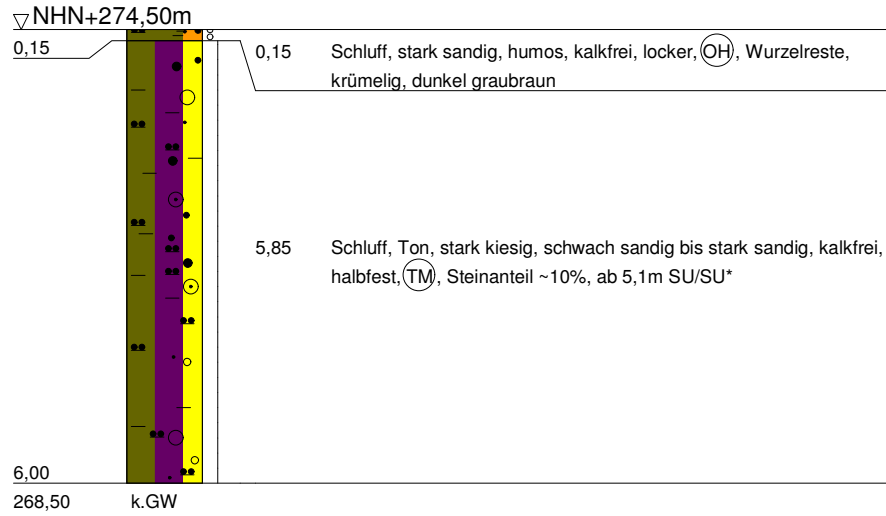 NHN+274,50m
0,15
0,15 Schluff, stark sandig, humos, kalkfrei, locker, OH, Wurzelreste,
krümelig, dunkel graubraun
5,85 Schluff, Ton, stark kiesig, schwach sandig bis stark sandig, kalkfrei,
halbfest, TM, Steinanteil ~10%, ab 5,1m SU/SU*
6,00
268,50 k.GW